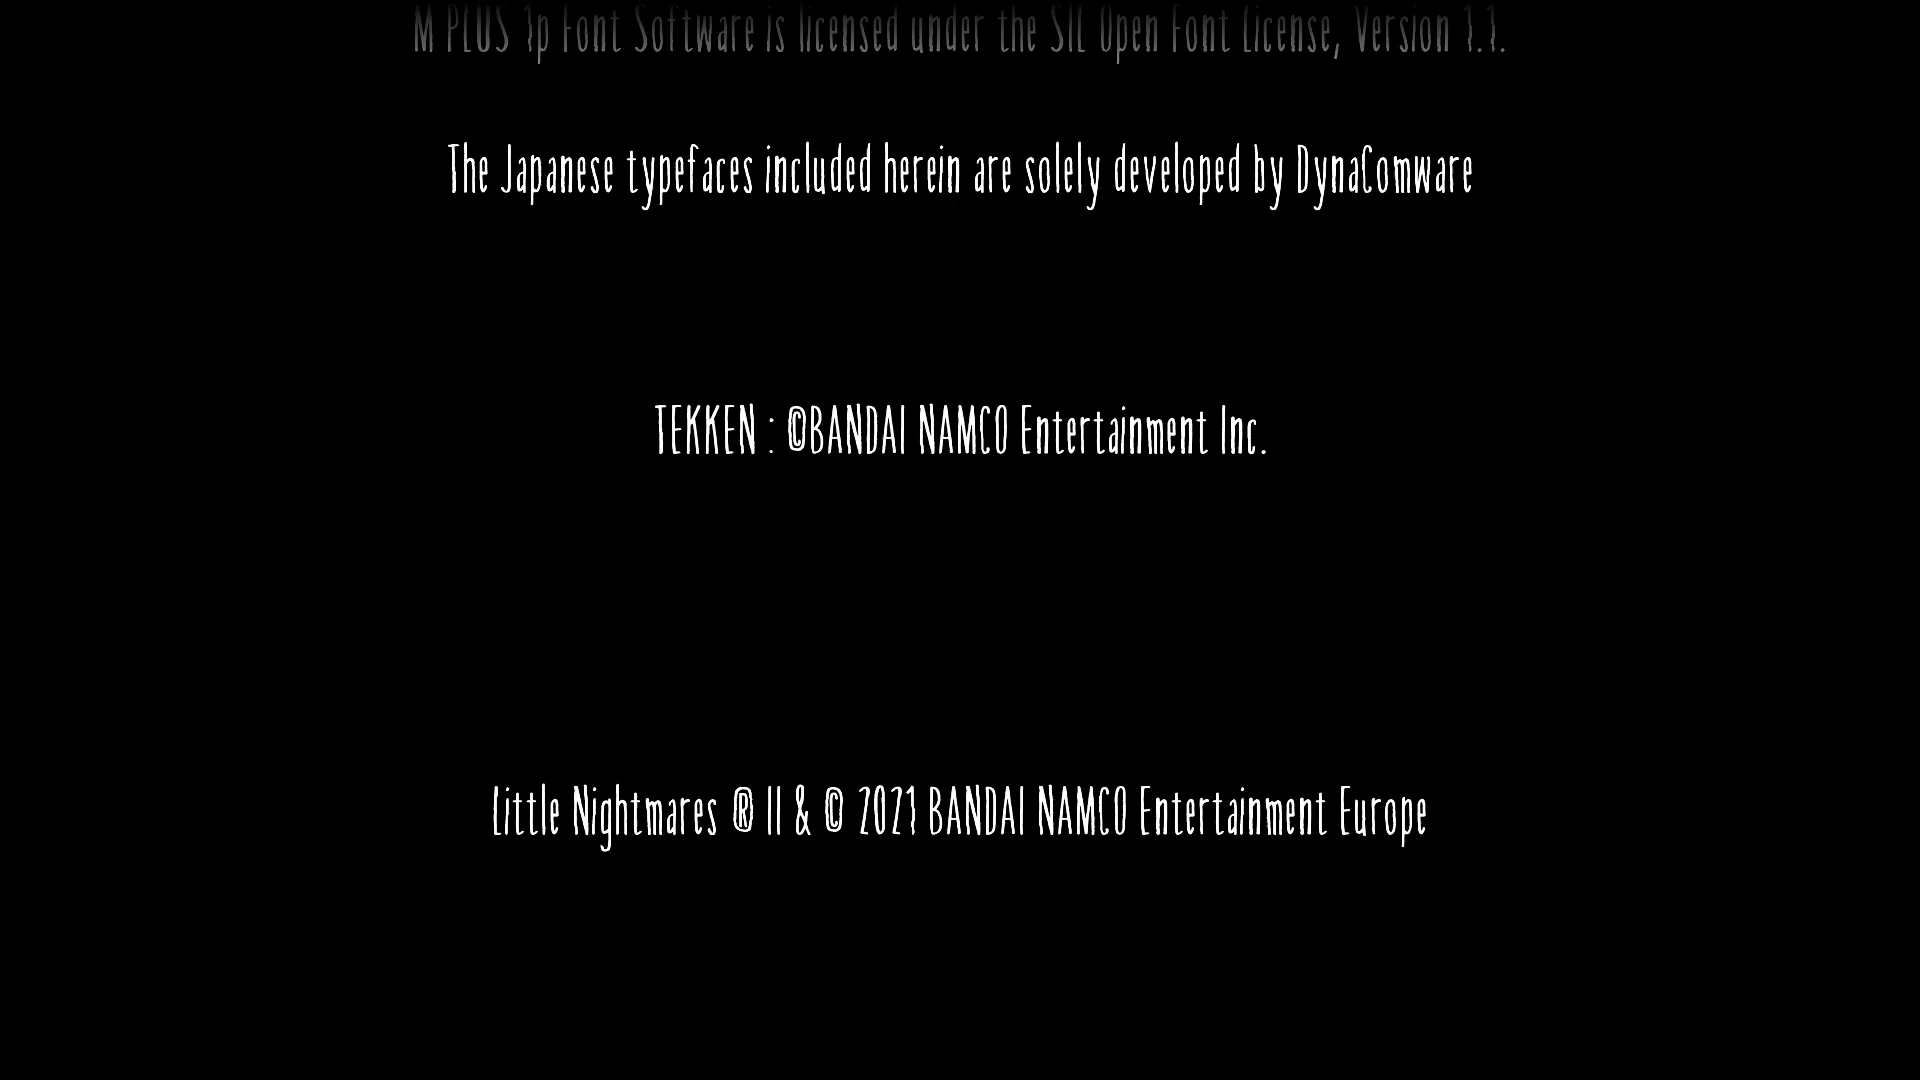 M PLUS 1p Font Software is licensed under the SIL Open Font License, Version 1.1.
The Japanese typefaces included herein are solely developed by DynaComware
TEKKEN : ©BANDAI NAMCO Entertainment Inc.
Little Nightmares ® II & © 2021 BANDAI NAMCO Entertainment Europe